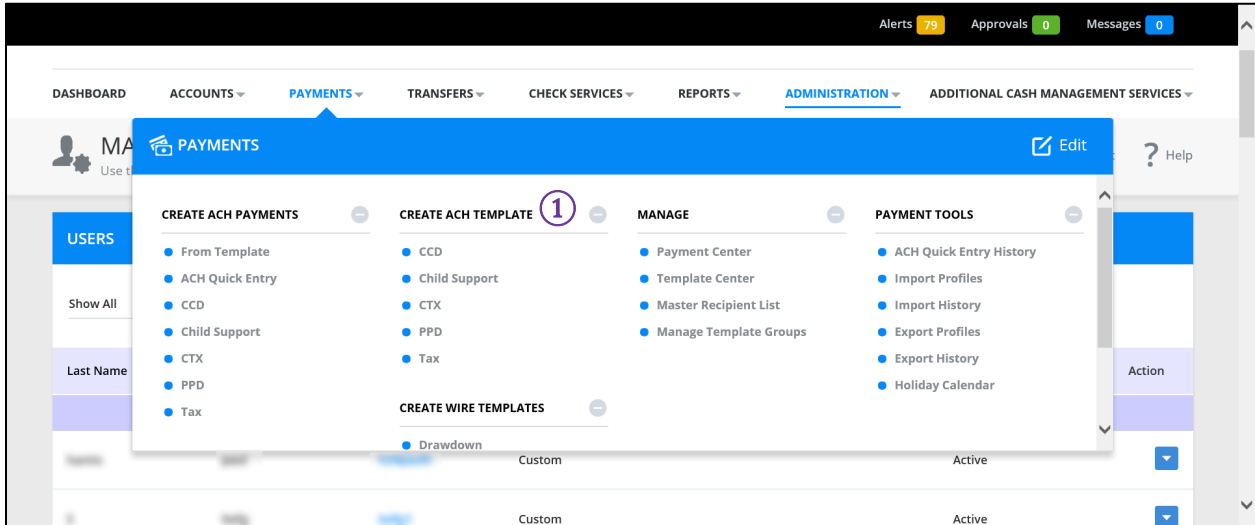 Alerts 79 Approvals 0 Messages 0
DASHBOARD ACCOUNTS PAYMENTS TRANSFERS CHECK SERVICES REPORTS ADMINISTRATION ADDITIONAL CASH MANAGEMENT SERVICES
MA
Use t
? Help
PAYMENTS Edit
USERS
Show All
Last Name
Action
CREATE ACH PAYMENTS
From Template
ACH Quick Entry
CCD
Child Support
CTX
PPD
Tax
CREATE ACH TEMPLATE 1
CCD
Child Support
CTX
PPD
Tax
CREATE WIRE TEMPLATES
Drawdown
MANAGE
Payment Center
Template Center
Master Recipient List
Manage Template Groups
PAYMENT TOOLS
ACH Quick Entry History
Import Profiles
Import History
Export Profiles
Export History
Holiday Calendar
Custom Active
Custom Active